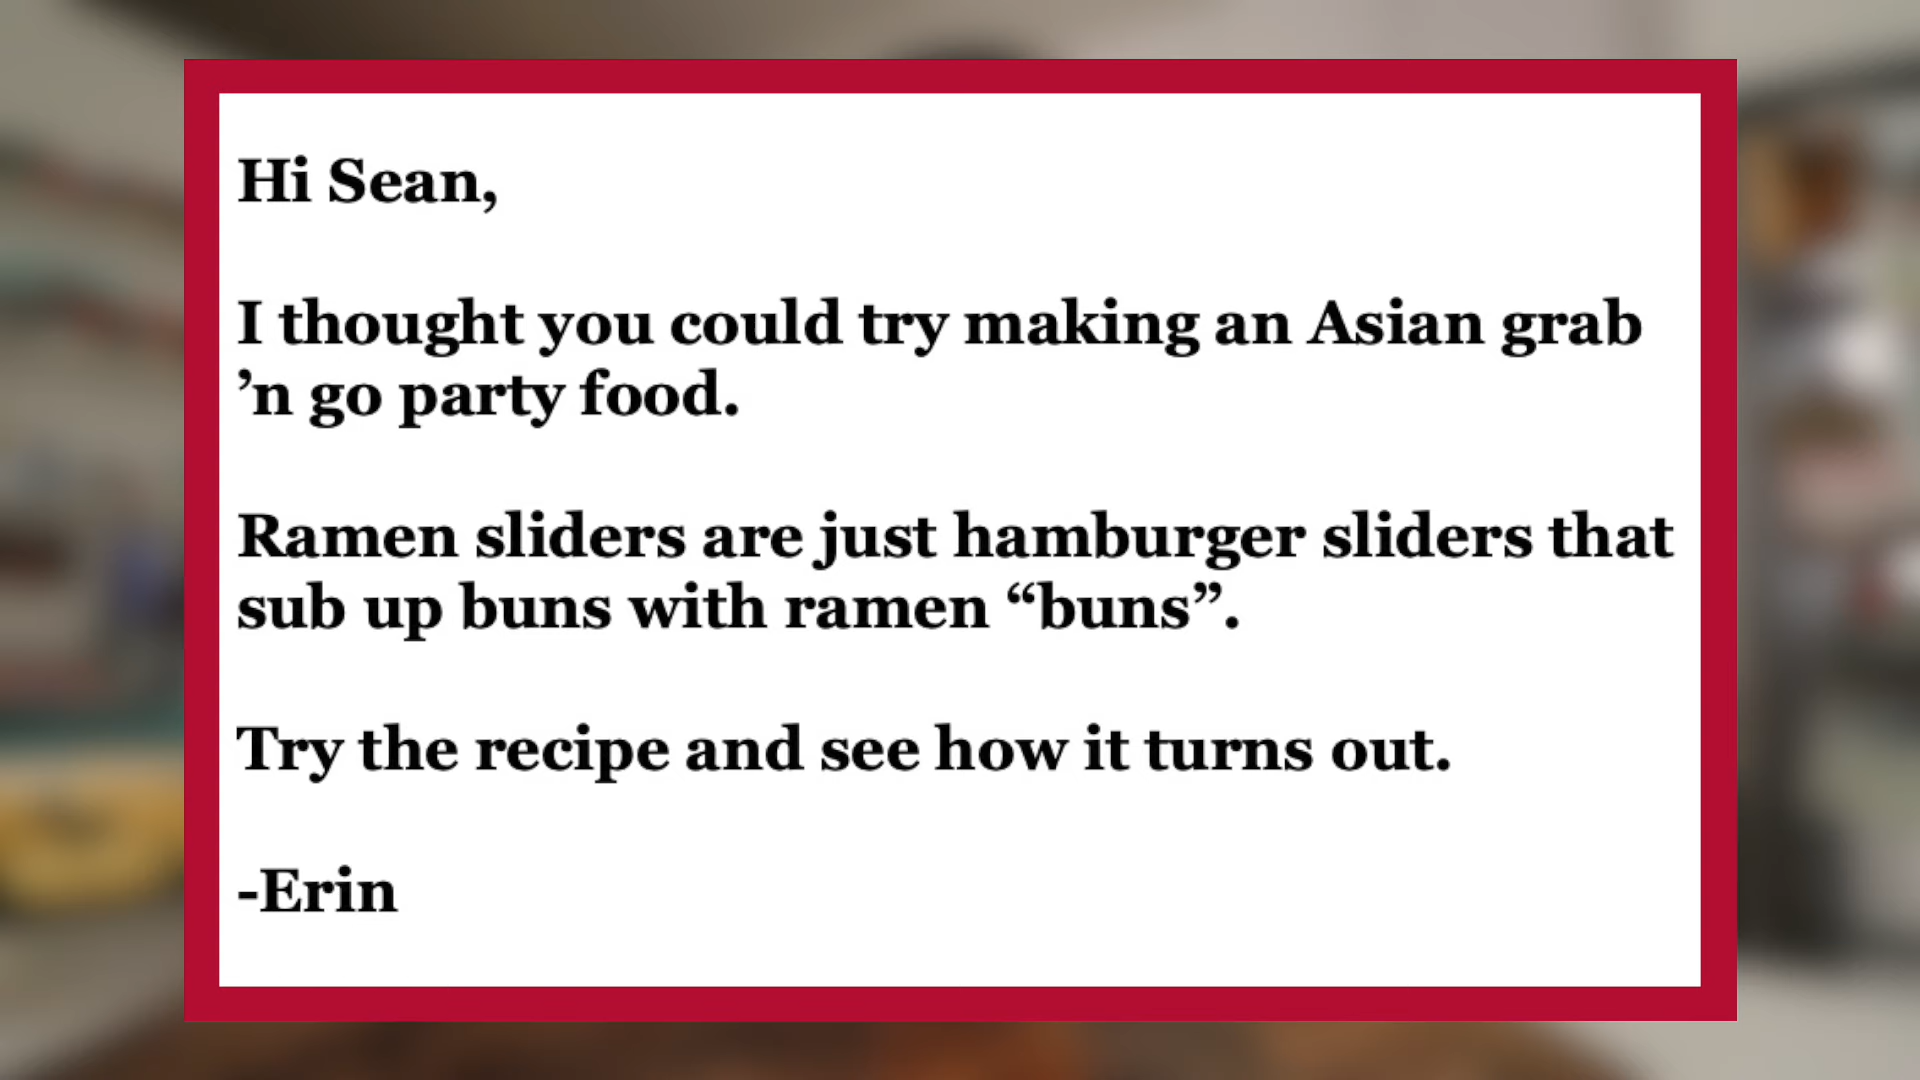 Hi Sean,
I thought you could try making an Asian grab
’n go party food.
Ramen sliders are just hamburger sliders that
sub up buns with ramen “buns”.
Try the recipe and see how it turns out.
-Erin